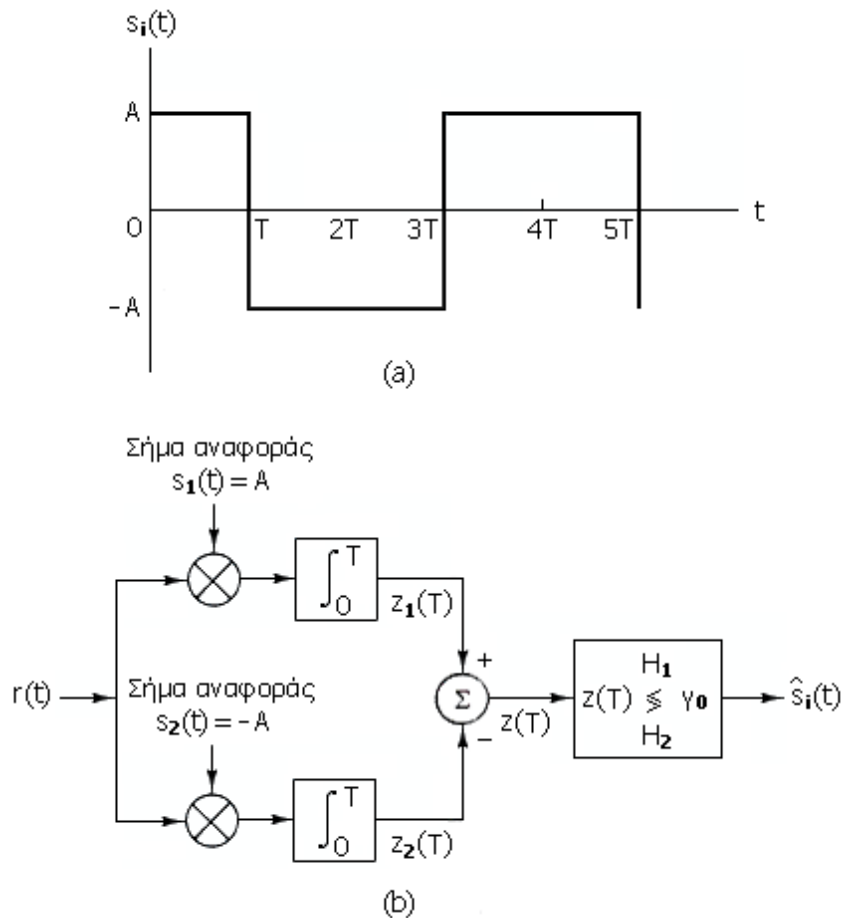 sᵢ(t)
A
0 T 2T 3T 4T 5T t
-A
(a)
Σήμα αναφοράς
s₁(t) = A
∫₀ᵀ
z₁(T)
+
r(t)
Σήμα αναφοράς
s₂(t) = -A
Σ
z(T)
−
H₁
z(T) ≶ γ₀
H₂
ŝᵢ(t)
∫₀ᵀ
z₂(T)
(b)